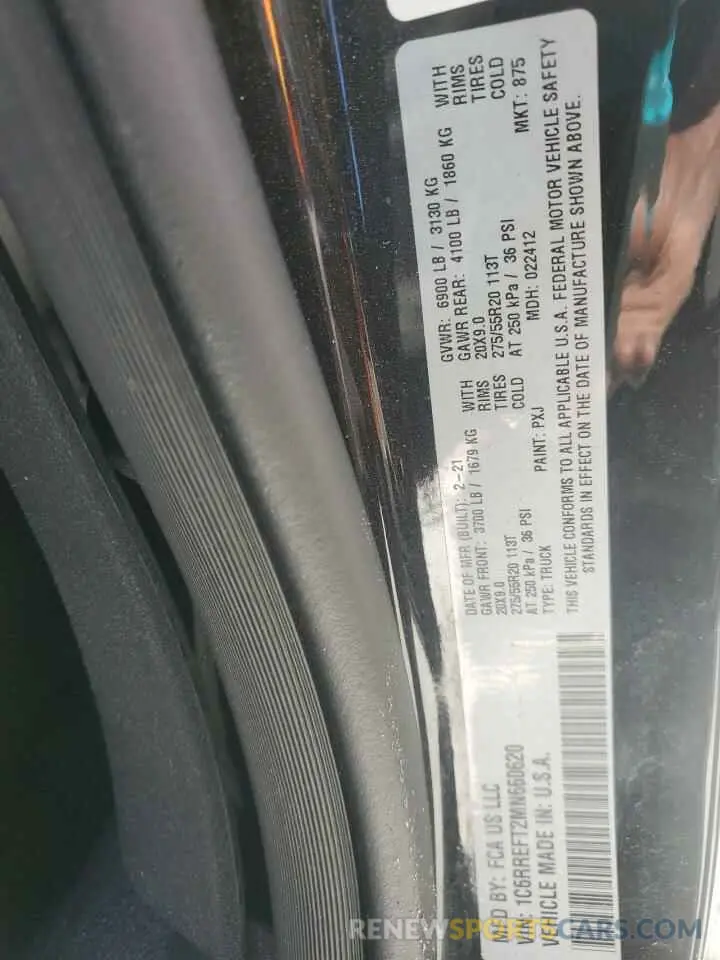 MFD BY: FCA US LLC
DATE OF MFR (BUILT): 2-21
GVWR: 6900 LB / 3130 KG
GAWR FRONT: 3700 LB / 1679 KG WITH
GAWR REAR: 4100 LB / 1860 KG WITH
20X9.0 RIMS
20X9.0 RIMS
275/55R20 113T TIRES
275/55R20 113T TIRES
AT 250 kPa / 36 PSI COLD
AT 250 kPa / 36 PSI COLD
VIN: 1C6RREFT2MN660620
TYPE: TRUCK
PAINT: PXJ
MDH: 022412
MKT: 875
VEHICLE MADE IN: U.S.A.
THIS VEHICLE CONFORMS TO ALL APPLICABLE U.S.A. FEDERAL MOTOR VEHICLE SAFETY
STANDARDS IN EFFECT ON THE DATE OF MANUFACTURE SHOWN ABOVE.
RENEWSPORTSCARS.COM